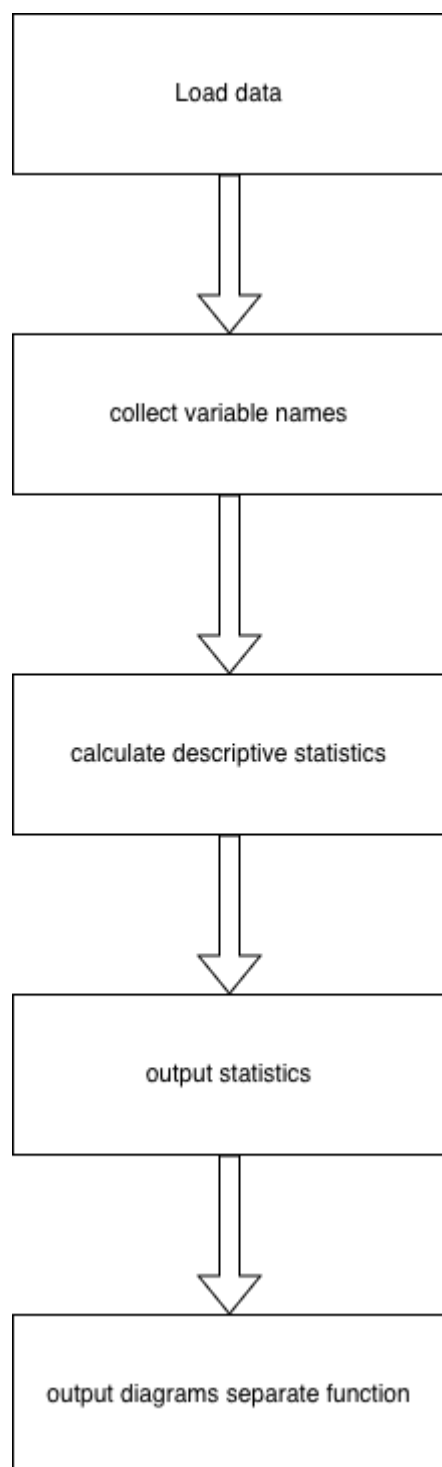 Load data
collect variable names
calculate descriptive statistics
output statistics
output diagrams separate function